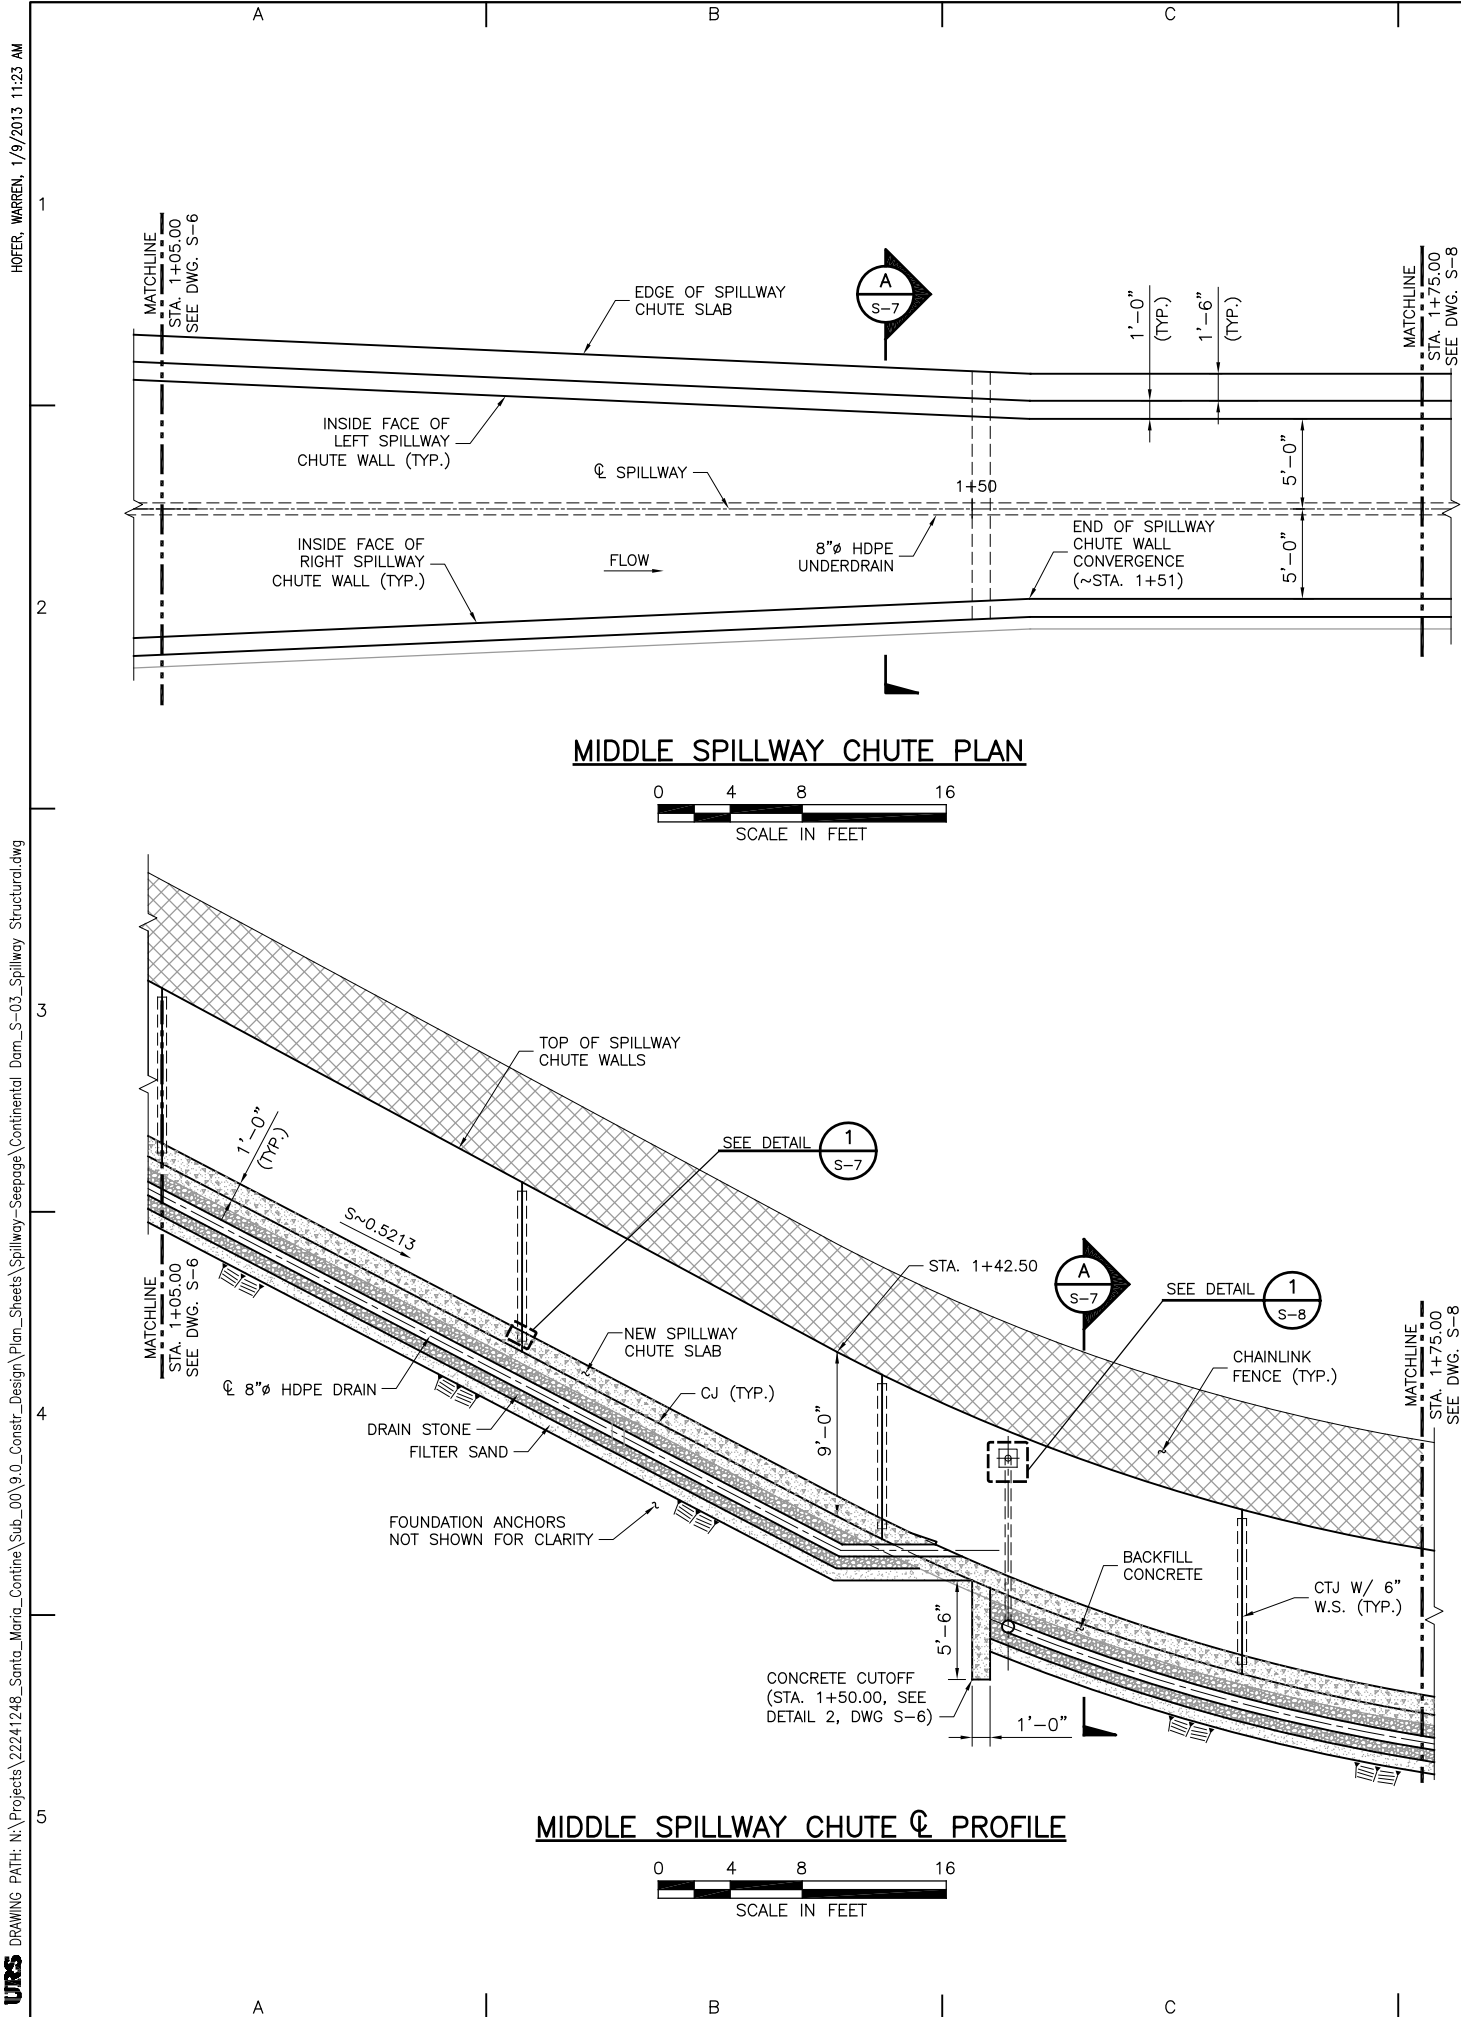 A
B
C
HOFER, WARREN, 1/9/2013 11:23 AM
1
MATCHLINE
STA. 1+05.00
SEE DWG. S-6
EDGE OF SPILLWAY
CHUTE SLAB
A
S-7
1'-0"
(TYP.)
1'-6"
(TYP.)
MATCHLINE
STA. 1+75.00
SEE DWG. S-8
INSIDE FACE OF
LEFT SPILLWAY
CHUTE WALL (TYP.)
℄ SPILLWAY
1+50
5'-0"
INSIDE FACE OF
RIGHT SPILLWAY
CHUTE WALL (TYP.)
FLOW
8"ø HDPE
UNDERDRAIN
END OF SPILLWAY
CHUTE WALL
CONVERGENCE
(~STA. 1+51)
5'-0"
2
MIDDLE SPILLWAY CHUTE PLAN
0 4 8 16
SCALE IN FEET
3
TOP OF SPILLWAY
CHUTE WALLS
1'-0"
(TYP.)
SEE DETAIL
1
S-7
S~0.5213
STA. 1+42.50
A
S-7
SEE DETAIL
1
S-8
MATCHLINE
STA. 1+05.00
SEE DWG. S-6
NEW SPILLWAY
CHUTE SLAB
CHAINLINK
FENCE (TYP.)
MATCHLINE
STA. 1+75.00
SEE DWG. S-8
℄ 8"ø HDPE DRAIN
CJ (TYP.)
4
DRAIN STONE
FILTER SAND
9'-0"
FOUNDATION ANCHORS
NOT SHOWN FOR CLARITY
BACKFILL
CONCRETE
CTJ W/ 6"
W.S. (TYP.)
5'-6"
CONCRETE CUTOFF
(STA. 1+50.00, SEE
DETAIL 2, DWG S-6)
1'-0"
5
MIDDLE SPILLWAY CHUTE ℄ PROFILE
0 4 8 16
SCALE IN FEET
URS DRAWING PATH: N:\Projects\22241248_Santa_Maria_Contine\Sub_00\9.0_Constr_Design\Plan_Sheets\Spillway-Seepage\Continental Dam_S-03_Spillway Structural.dwg
A
B
C